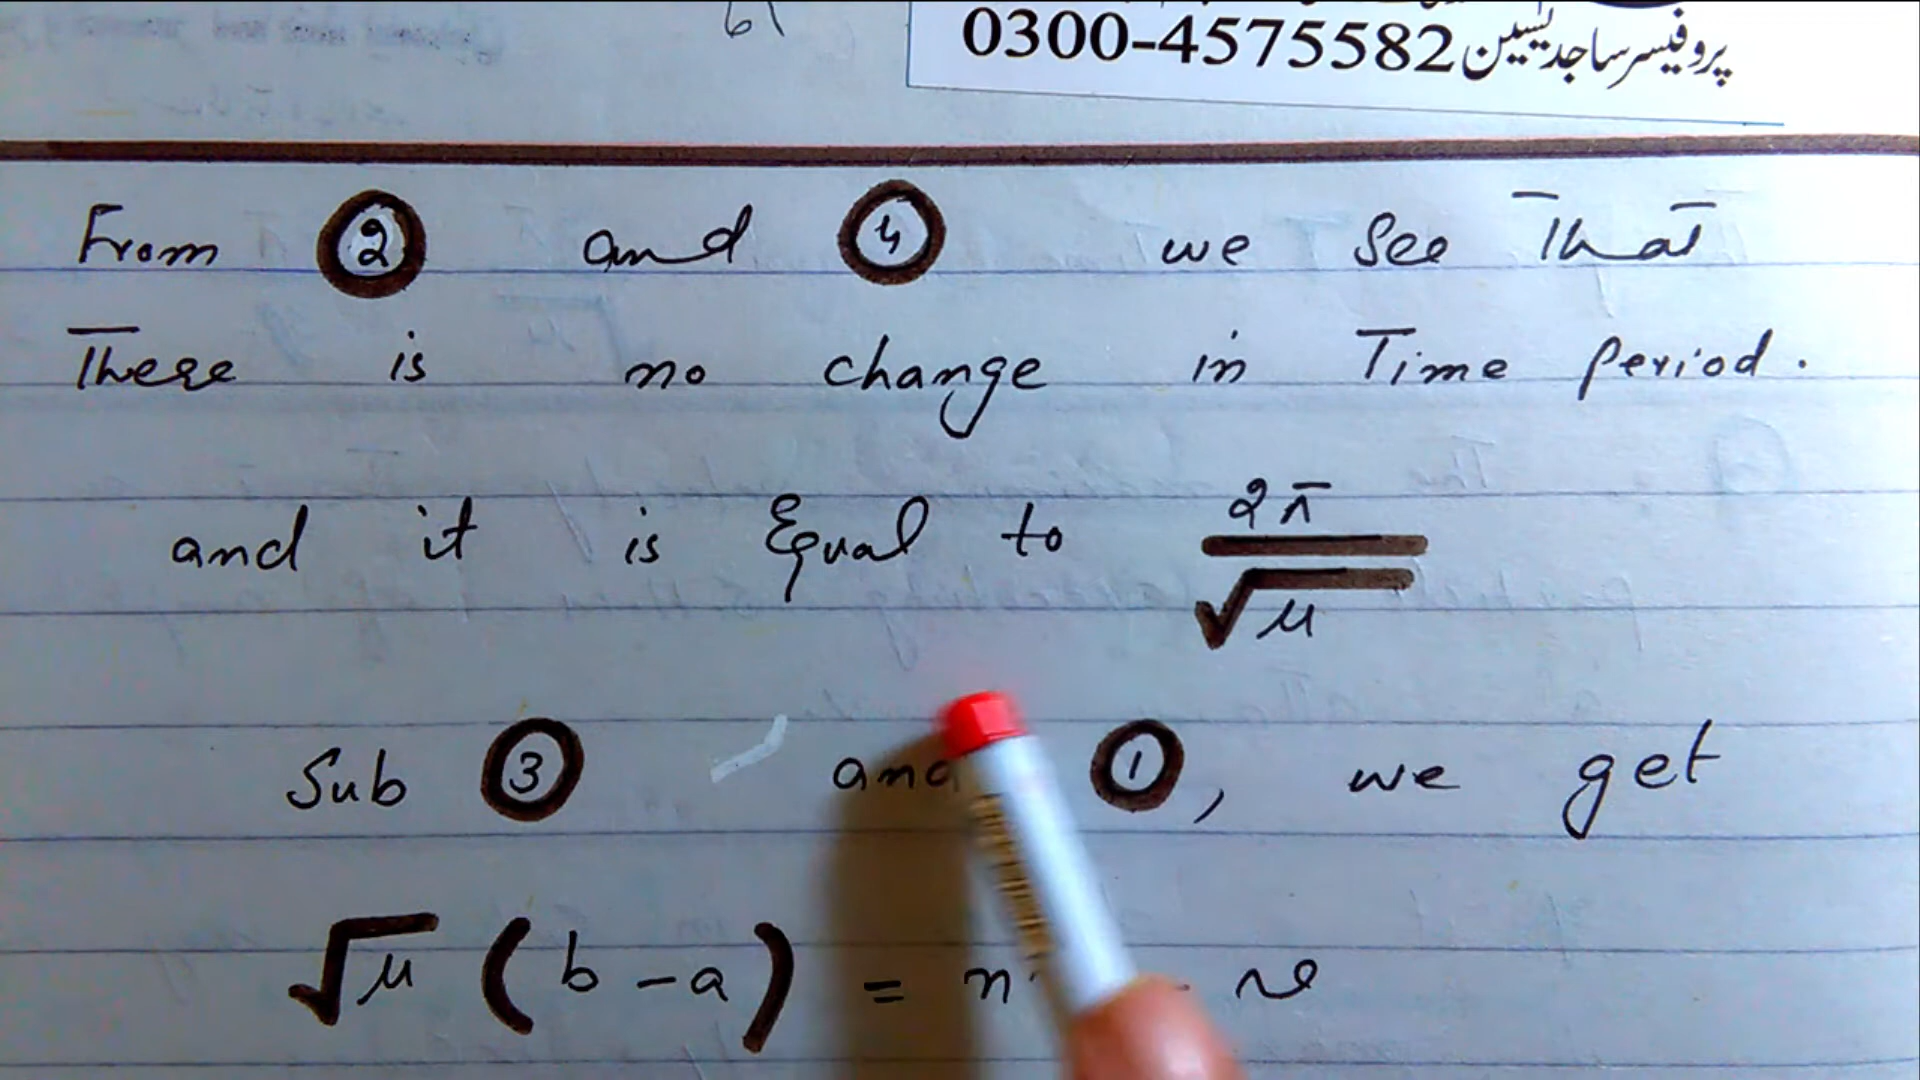 0300-4575582 پروفیسر ساجد یٰسین
From ② and ④ we See That
There is no change in Time period.
and it is Equal to 2π/√μ
Sub ③ and ①, we get
√μ (b-a) = n